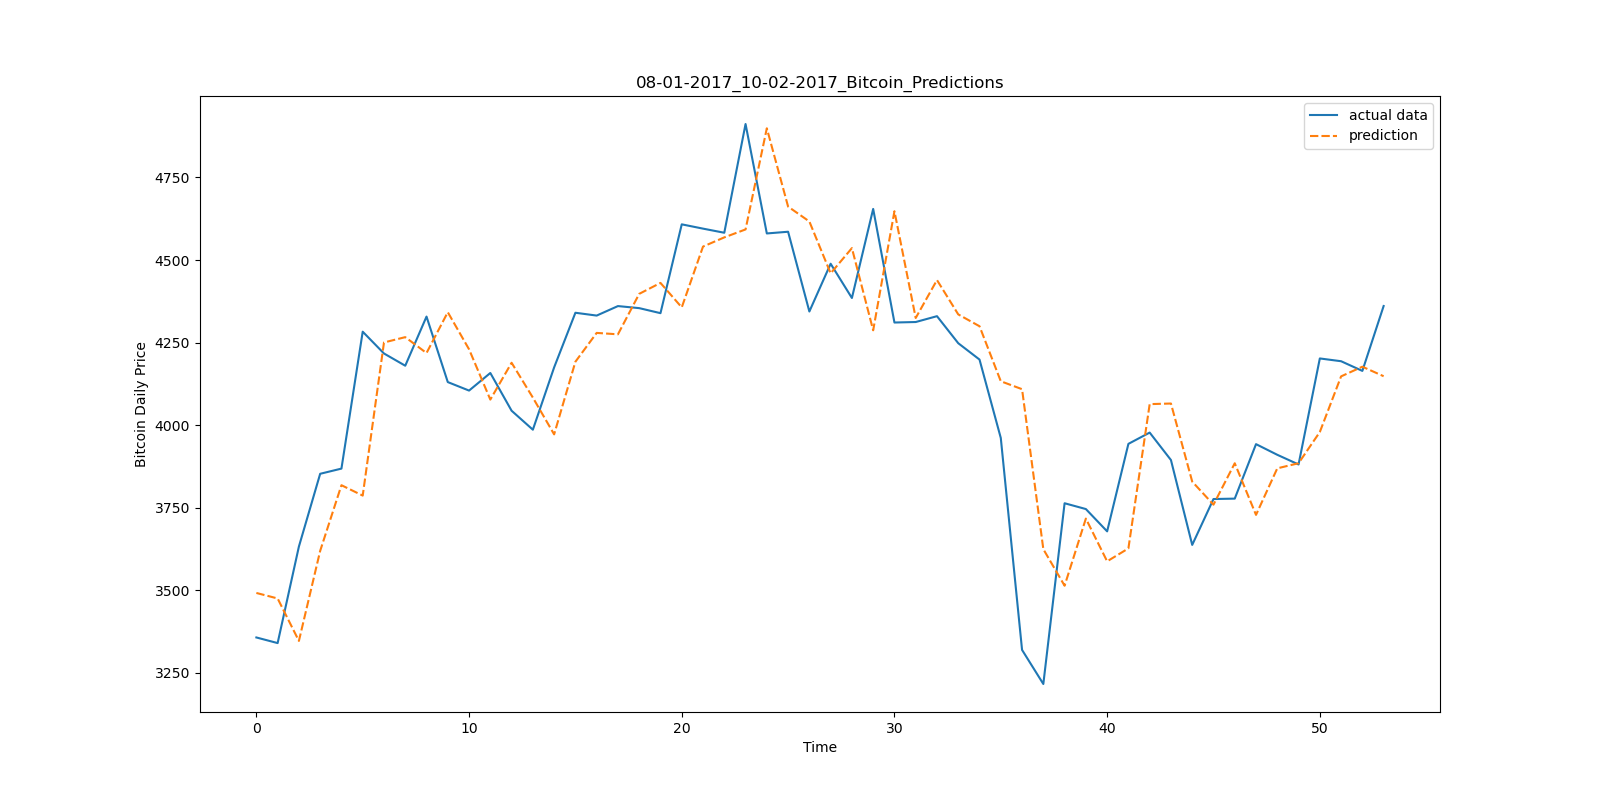 08-01-2017_10-02-2017_Bitcoin_Predictions
actual data
prediction
4750
4500
4250
4000
3750
3500
3250
Bitcoin Daily Price
0 10 20 30 40 50
Time